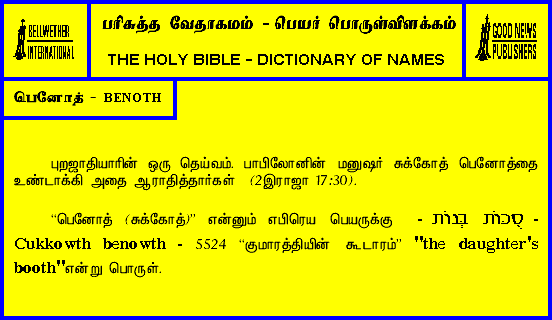 BELLWETHER
INTERNATIONAL
பரிசுத்த வேதாகமம் - பெயர் பொருள்விளக்கம்
THE HOLY BIBLE - DICTIONARY OF NAMES
GOOD NEWS
PUBLISHERS
பெனோத் - BENOTH
புறஜாதியாரின் ஒரு தெய்வம். பாபிலோனின் மனுஷர் சுக்கோத் பெனோத்தை
உண்டாக்கி அதை ஆராதித்தார்கள் (2இராஜா 17:30).
“பெனோத் (சுக்கோத்)” என்னும் எபிரெய பெயருக்கு - סֻכּוֹת בְּנוֹת -
Cukkowth benowth - 5524 “குமாரத்தியின் கூடாரம்” "the daughter's
booth"என்று பொருள்.